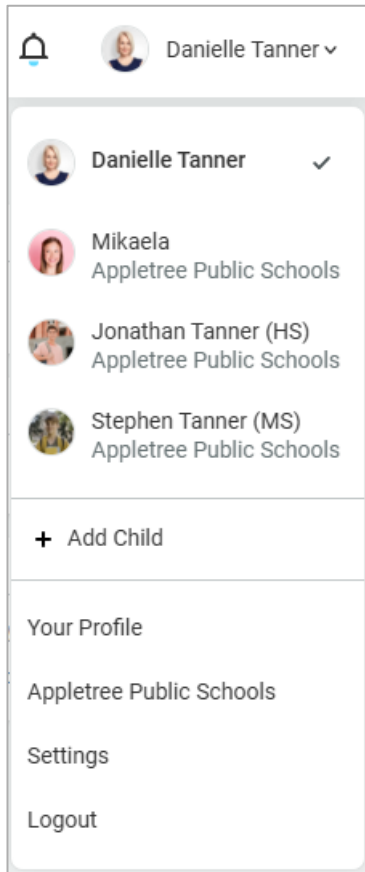 Danielle Tanner
Danielle Tanner
Mikaela
Appletree Public Schools
Jonathan Tanner (HS)
Appletree Public Schools
Stephen Tanner (MS)
Appletree Public Schools
+ Add Child
Your Profile
Appletree Public Schools
Settings
Logout